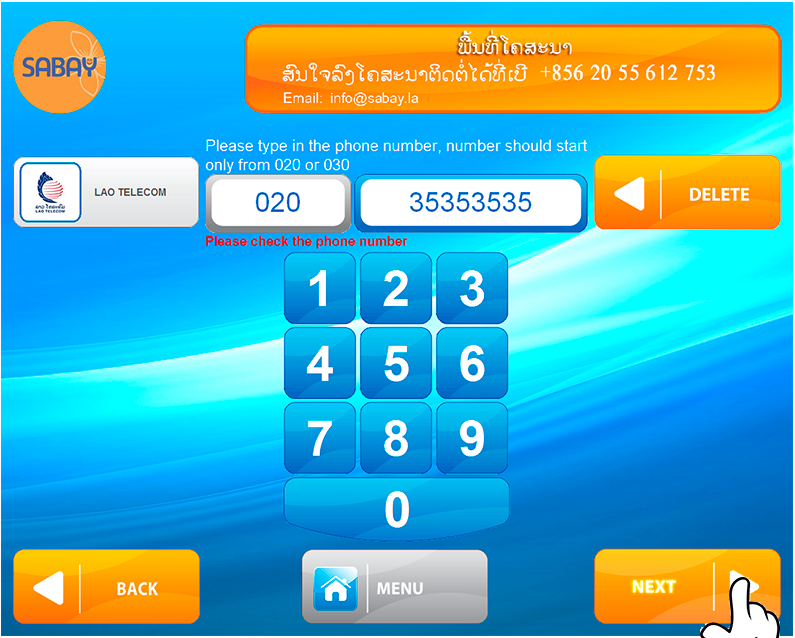 SABAY
ພື້ນທີ່ໂຄສະນາ
ສົນໃຈລົງໂຄສະນາຕິດຕໍ່ໄດ້ທີ່ເບີ +856 20 55 612 753
Email: info@sabay.la
Please type in the phone number, number should start
only from 020 or 030
ລາວ ໂທລະຄົມ
LAO TELECOM
LAO TELECOM
020
35353535
DELETE
Please check the phone number
1 2 3
4 5 6
7 8 9
0
BACK
MENU
NEXT